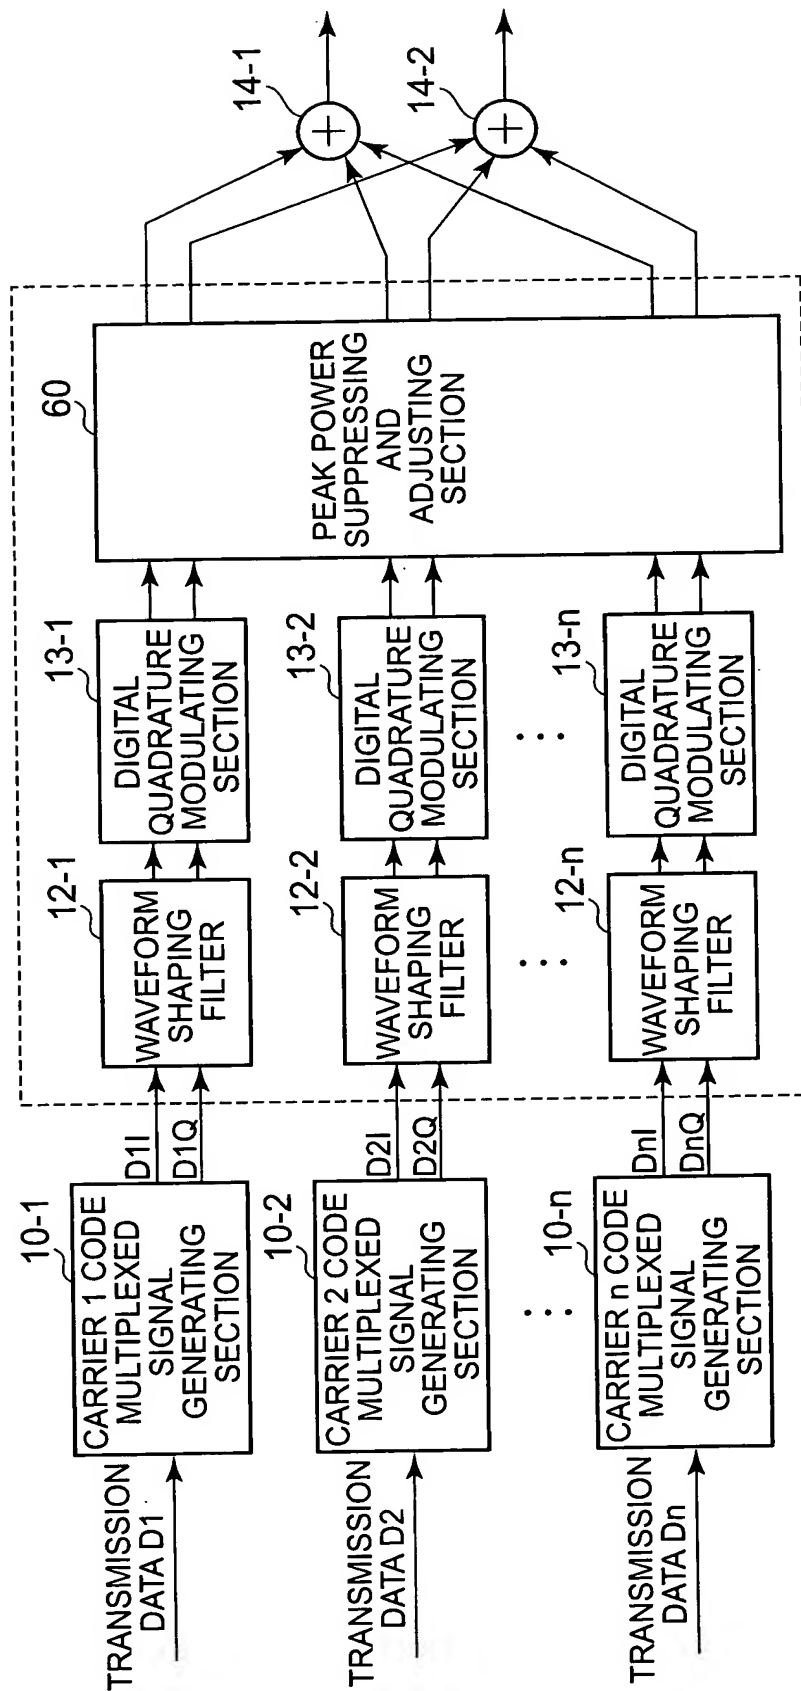 TRANSMISSION
DATA D1
10-1
CARRIER 1 CODE
MULTIPLEXED
SIGNAL
GENERATING
SECTION
D1I
D1Q
12-1
WAVEFORM
SHAPING
FILTER
13-1
DIGITAL
QUADRATURE
MODULATING
SECTION
TRANSMISSION
DATA D2
10-2
CARRIER 2 CODE
MULTIPLEXED
SIGNAL
GENERATING
SECTION
D2I
D2Q
12-2
WAVEFORM
SHAPING
FILTER
13-2
DIGITAL
QUADRATURE
MODULATING
SECTION
...
...
...
TRANSMISSION
DATA Dn
10-n
CARRIER n CODE
MULTIPLEXED
SIGNAL
GENERATING
SECTION
DnI
DnQ
12-n
WAVEFORM
SHAPING
FILTER
13-n
DIGITAL
QUADRATURE
MODULATING
SECTION
60
PEAK POWER
SUPPRESSING
AND
ADJUSTING
SECTION
14-1
+
14-2
+